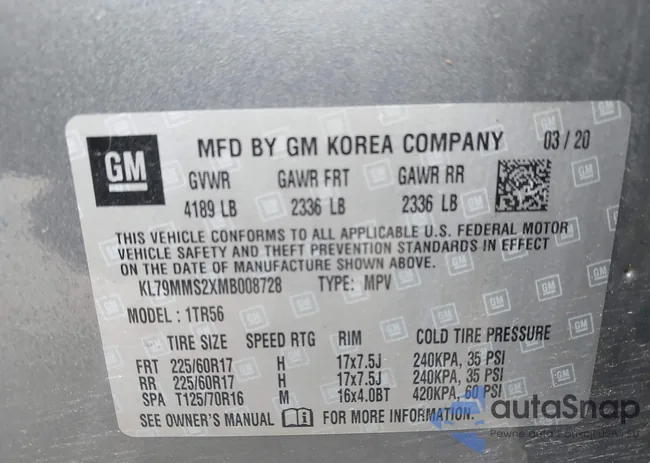 GM
MFD BY GM KOREA COMPANY 03/20
GVWR GAWR FRT GAWR RR
4189 LB 2336 LB 2336 LB
THIS VEHICLE CONFORMS TO ALL APPLICABLE U.S. FEDERAL MOTOR
VEHICLE SAFETY AND THEFT PREVENTION STANDARDS IN EFFECT
ON THE DATE OF MANUFACTURE SHOWN ABOVE.
KL79MMS2XMB008728 TYPE: MPV
MODEL : 1TR56
TIRE SIZE SPEED RTG RIM COLD TIRE PRESSURE
FRT 225/60R17 H 17x7.5J 240KPA, 35 PSI
RR 225/60R17 H 17x7.5J 240KPA, 35 PSI
SPA T125/70R16 M 16x4.0BT 420KPA, 60 PSI
SEE OWNER'S MANUAL FOR MORE INFORMATION.
autaSnap
Pewne auta